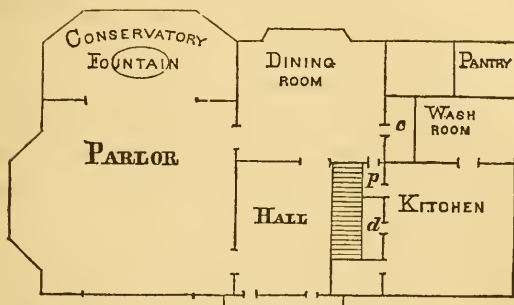 CONSERVATORY
FOUNTAIN
DINING
ROOM
PANTRY
WASH
ROOM
c
PARLOR
p
HALL
d
KITCHEN